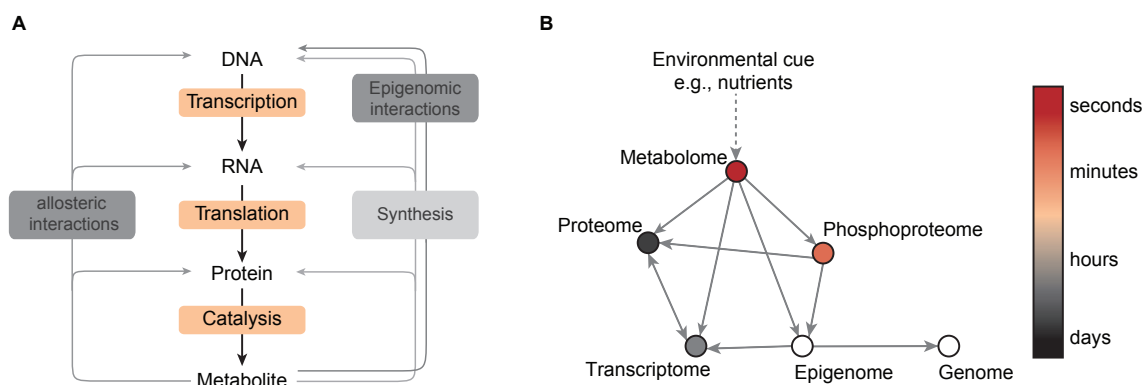 A
DNA
Transcription
Epigenomic
interactions
RNA
allosteric
interactions
Translation
Synthesis
Protein
Catalysis
Metabolite
B
Environmental cue
e.g., nutrients
Metabolome
Proteome
Phosphoproteome
Transcriptome
Epigenome
Genome
seconds
minutes
hours
days